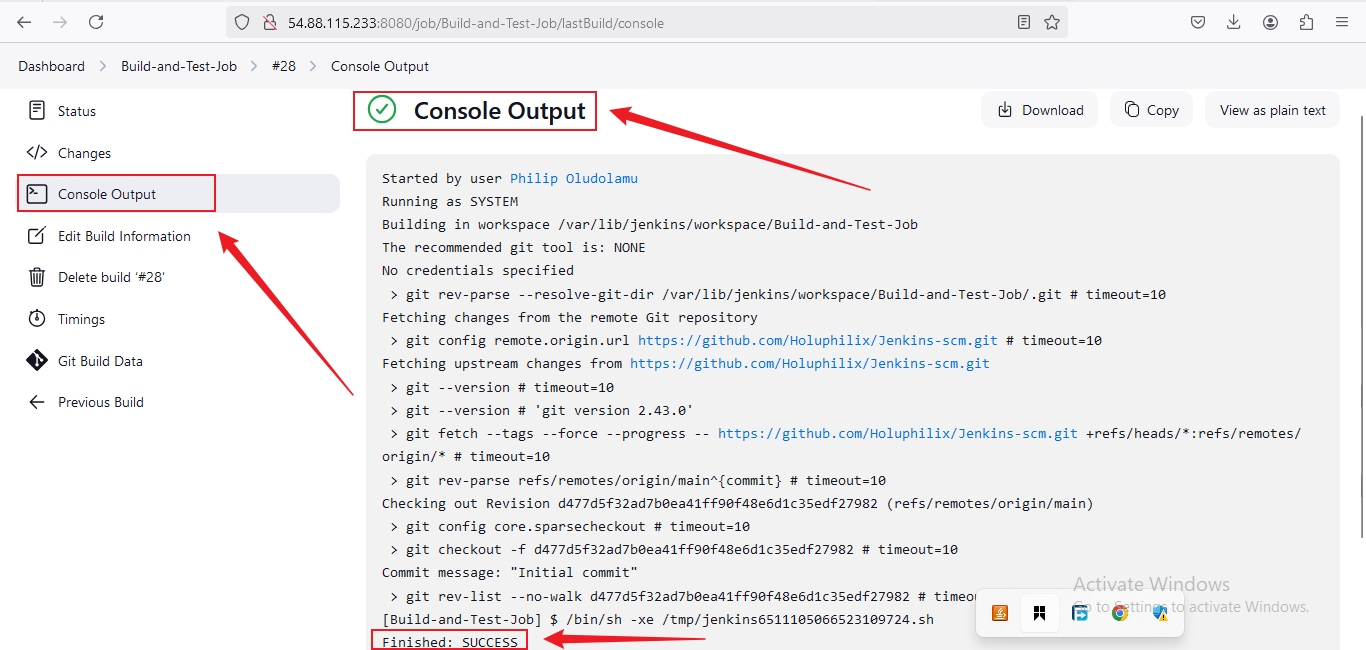 54.88.115.233:8080/job/Build-and-Test-Job/lastBuild/console
Dashboard > Build-and-Test-Job > #28 > Console Output
Status
Changes
Console Output
Edit Build Information
Delete build ‘#28’
Timings
Git Build Data
Previous Build
Console Output
Download
Copy
View as plain text
Started by user Philip Oludolamu
Running as SYSTEM
Building in workspace /var/lib/jenkins/workspace/Build-and-Test-Job
The recommended git tool is: NONE
No credentials specified
> git rev-parse --resolve-git-dir /var/lib/jenkins/workspace/Build-and-Test-Job/.git # timeout=10
Fetching changes from the remote Git repository
> git config remote.origin.url https://github.com/Holuphilix/Jenkins-scm.git # timeout=10
Fetching upstream changes from https://github.com/Holuphilix/Jenkins-scm.git
> git --version # timeout=10
> git --version # 'git version 2.43.0'
> git fetch --tags --force --progress -- https://github.com/Holuphilix/Jenkins-scm.git +refs/heads/*:refs/remotes/
origin/* # timeout=10
> git rev-parse refs/remotes/origin/main^{commit} # timeout=10
Checking out Revision d477d5f32ad7b0ea41ff90f48e6d1c35edf27982 (refs/remotes/origin/main)
> git config core.sparsecheckout # timeout=10
> git checkout -f d477d5f32ad7b0ea41ff90f48e6d1c35edf27982 # timeout=10
Commit message: "Initial commit"
> git rev-list --no-walk d477d5f32ad7b0ea41ff90f48e6d1c35edf27982 # timeou
[Build-and-Test-Job] $ /bin/sh -xe /tmp/jenkins6511105066523109724.sh
Finished: SUCCESS
Activate Windows
Go to Settings to activate Windows.